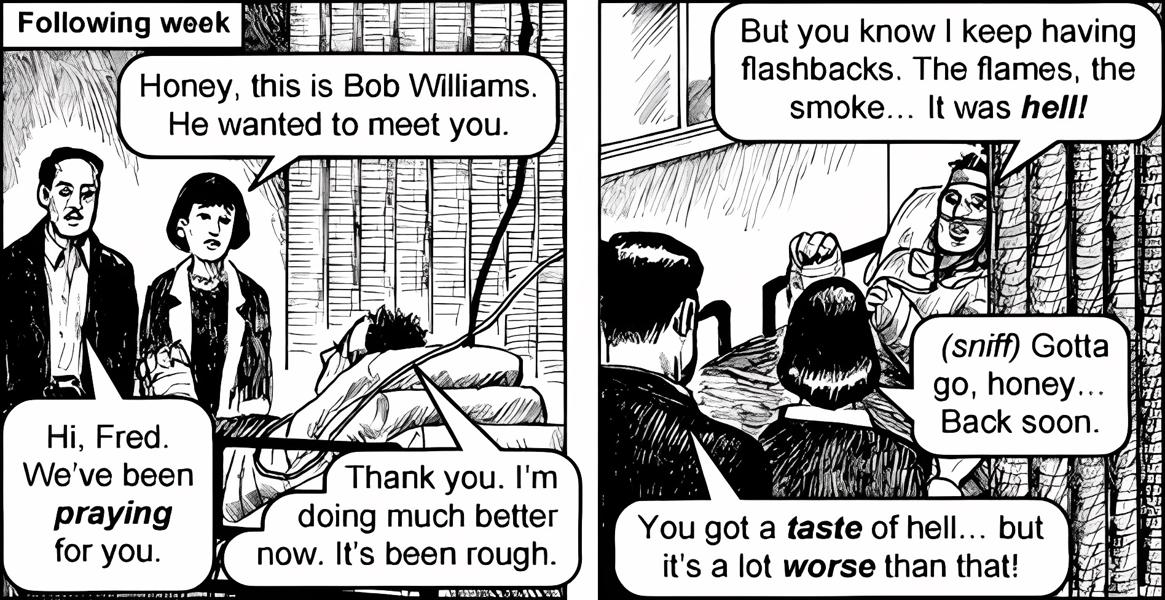 Following week
Honey, this is Bob Williams.
He wanted to meet you.
Hi, Fred.
We've been
praying
for you.
Thank you. I'm
doing much better
now. It's been rough.
But you know I keep having
flashbacks. The flames, the
smoke... It was hell!
(sniff) Gotta
go, honey...
Back soon.
You got a taste of hell... but
it's a lot worse than that!